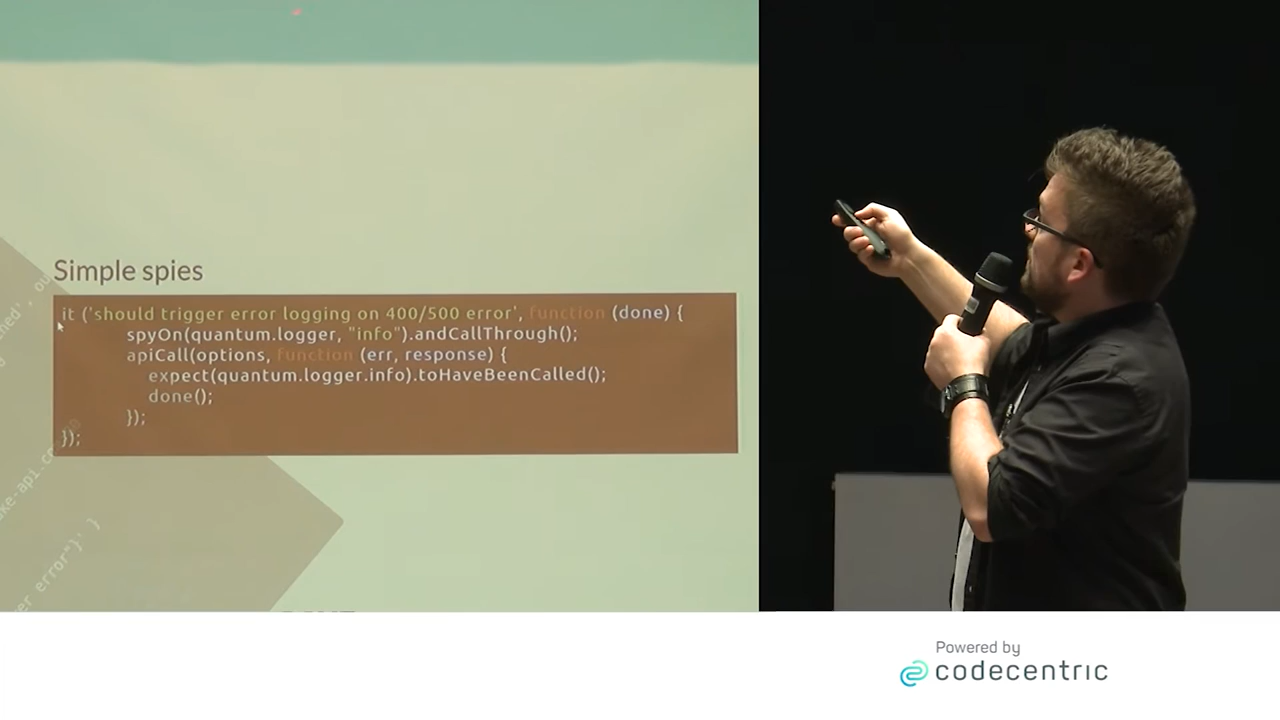 Simple spies
it ('should trigger error logging on 400/500 error', function (done) {
spyOn(quantum.logger, "info").andCallThrough();
apiCall(options, function (err, response) {
expect(quantum.logger.info).toHaveBeenCalled();
done();
});
});
Powered by
codecentric